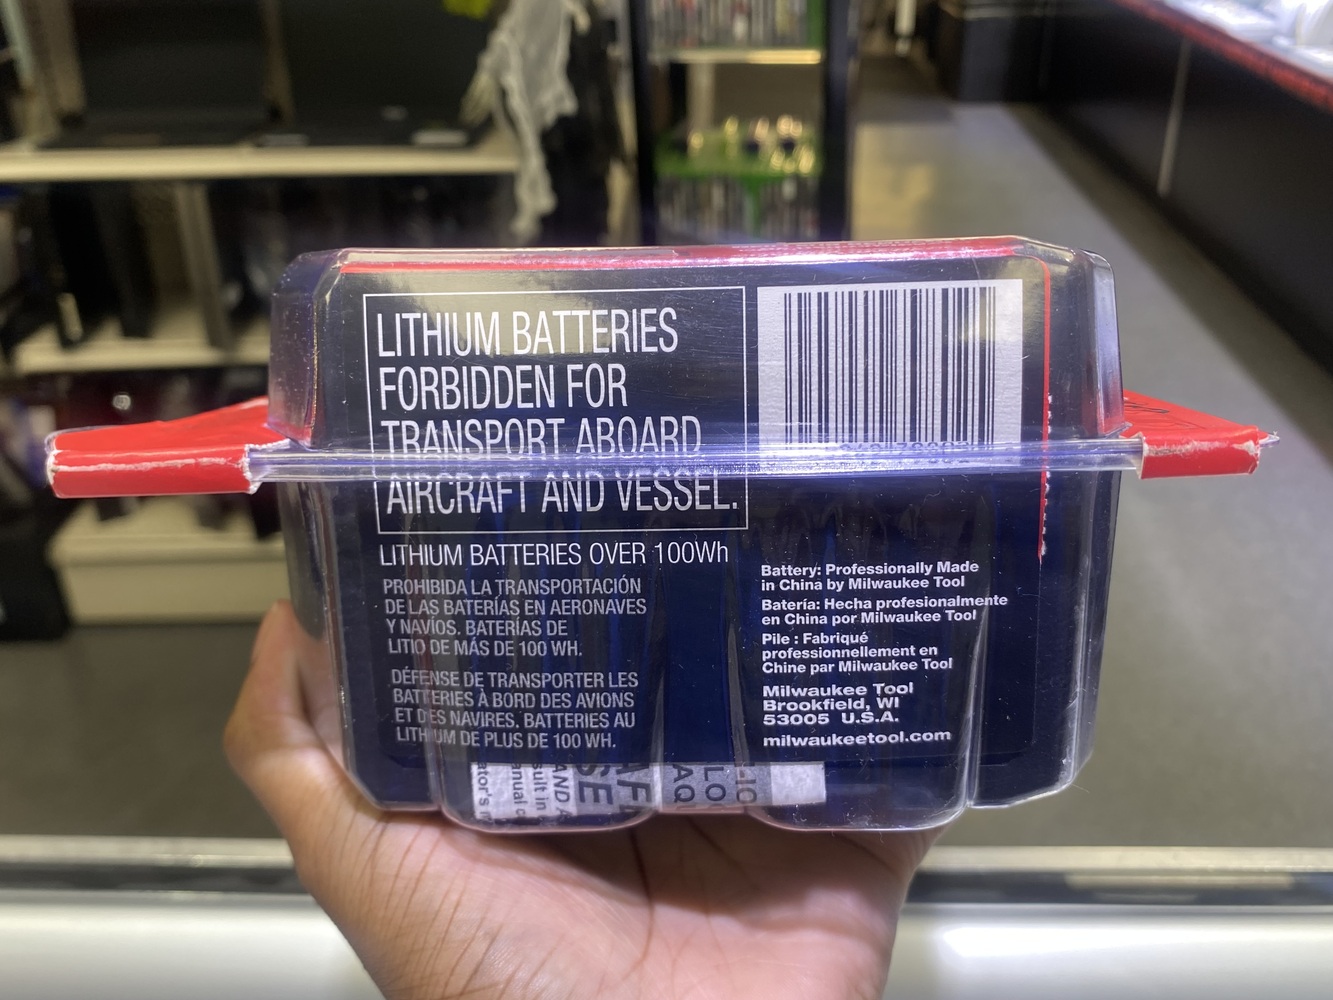 LITHIUM BATTERIES
FORBIDDEN FOR
TRANSPORT ABOARD
AIRCRAFT AND VESSEL.
LITHIUM BATTERIES OVER 100Wh
PROHIBIDA LA TRANSPORTACIÓN
DE LAS BATERÍAS EN AERONAVES
Y NAVÍOS. BATERÍAS DE
LITIO DE MÁS DE 100 WH.
DÉFENSE DE TRANSPORTER LES
BATTERIES À BORD DES AVIONS
ET DES NAVIRES. BATTERIES AU
LITHIUM DE PLUS DE 100 WH.
Battery: Professionally Made
in China by Milwaukee Tool
Batería: Hecha profesionalmente
en China por Milwaukee Tool
Pile : Fabriqué
professionnellement en
Chine par Milwaukee Tool
Milwaukee Tool
Brookfield, WI
53005 U.S.A.
milwaukeetool.com